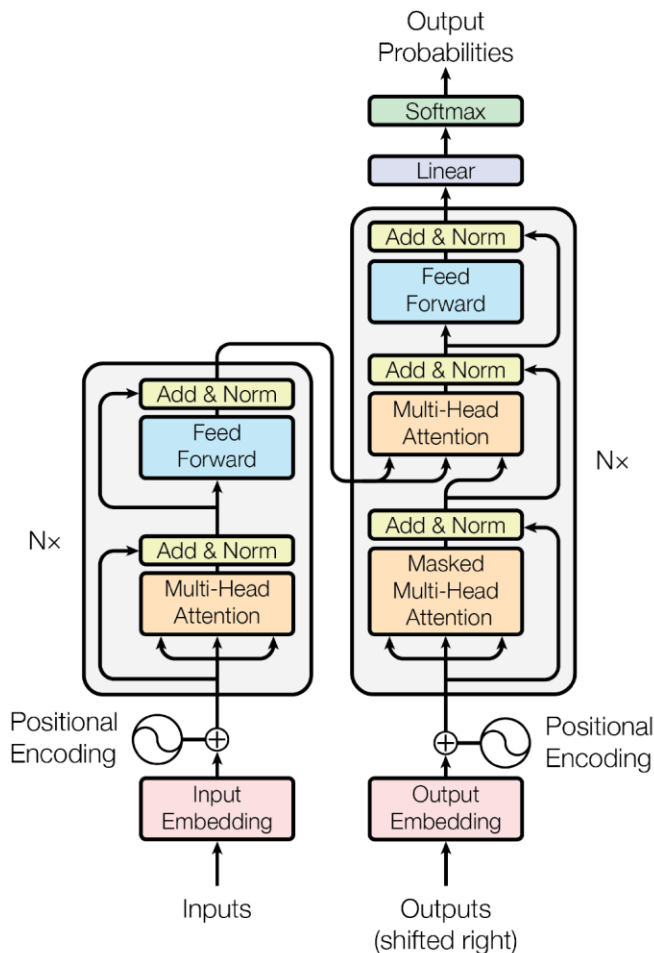 Output
Probabilities
Softmax
Linear
Add & Norm
Feed
Forward
Add & Norm
Multi-Head
Attention
Add & Norm
Masked
Multi-Head
Attention
N×
Add & Norm
Feed
Forward
Add & Norm
Multi-Head
Attention
N×
Positional
Encoding
Positional
Encoding
Input
Embedding
Output
Embedding
Inputs
Outputs
(shifted right)